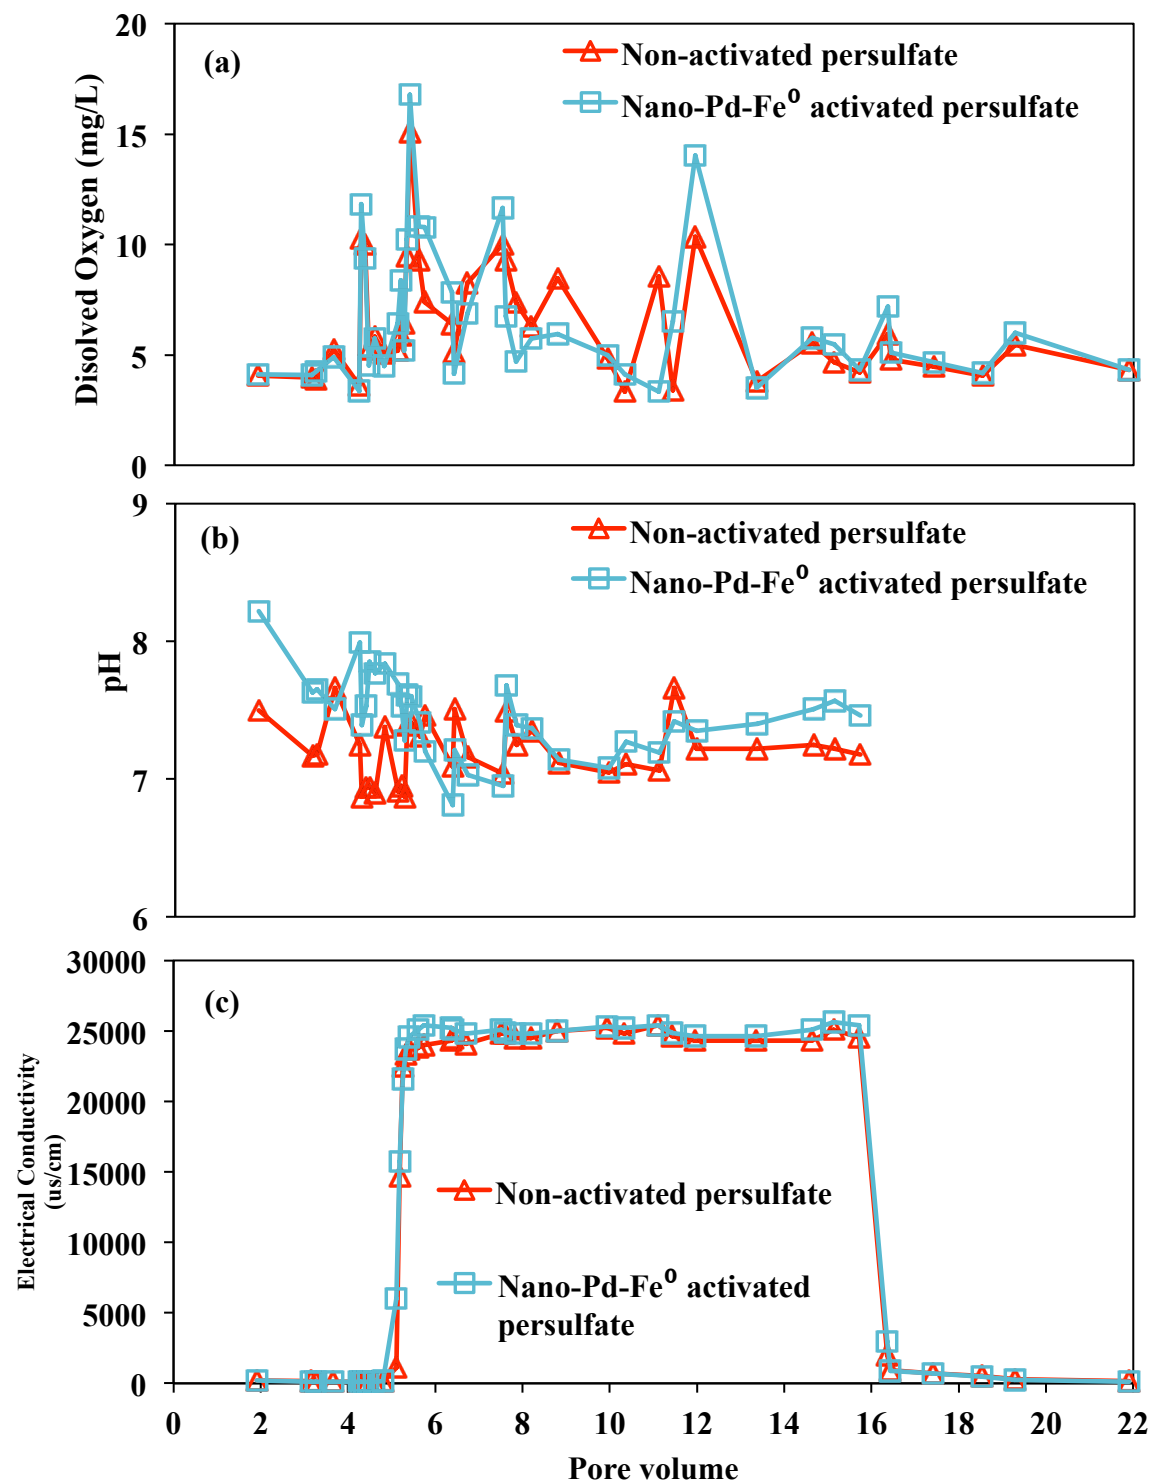 20
15
10
5
0
Dissolved Oxygen (mg/L)
(a)
Non-activated persulfate
Nano-Pd-Fe⁰ activated persulfate
9
8
7
6
pH
(b)
Non-activated persulfate
Nano-Pd-Fe⁰ activated persulfate
30000
25000
20000
15000
10000
5000
0
Electrical Conductivity
(us/cm)
(c)
Non-activated persulfate
Nano-Pd-Fe⁰ activated
persulfate
0 2 4 6 8 10 12 14 16 18 20 22
Pore volume